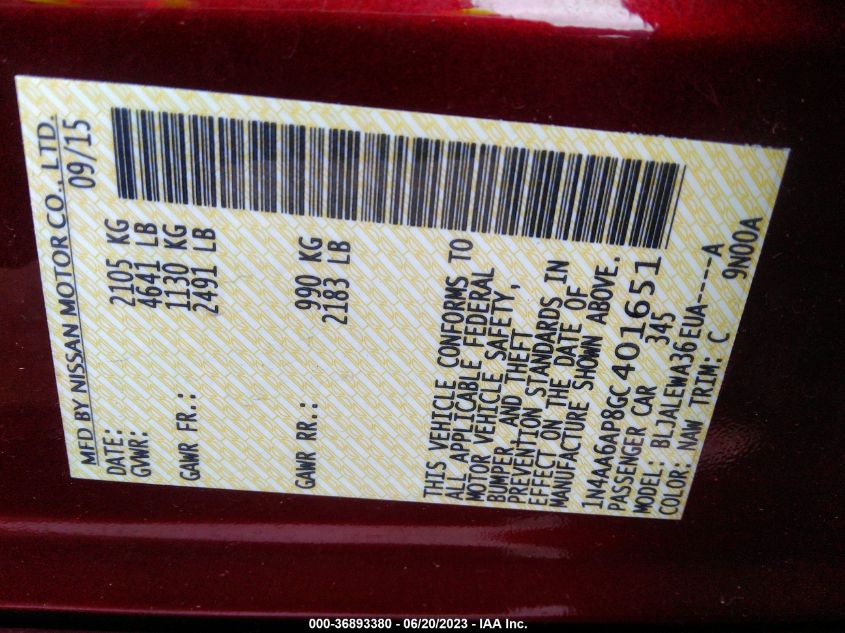 MFD BY NISSAN MOTOR CO., LTD.
DATE: 09/15
GVWR: 2105 KG
4641 LB
GAWR FR.: 1130 KG
2491 LB
GAWR RR.: 990 KG
2183 LB
THIS VEHICLE CONFORMS TO
ALL APPLICABLE FEDERAL
MOTOR VEHICLE SAFETY,
BUMPER, AND THEFT
PREVENTION STANDARDS IN
EFFECT ON THE DATE OF
MANUFACTURE SHOWN ABOVE.
1N4AA6AP8GC401651
PASSENGER CAR 345
MODEL: BLJALEWA36EUA----A
COLOR: NAW TRIM: C 9N00A
000-36893380 - 06/20/2023 - IAA Inc.